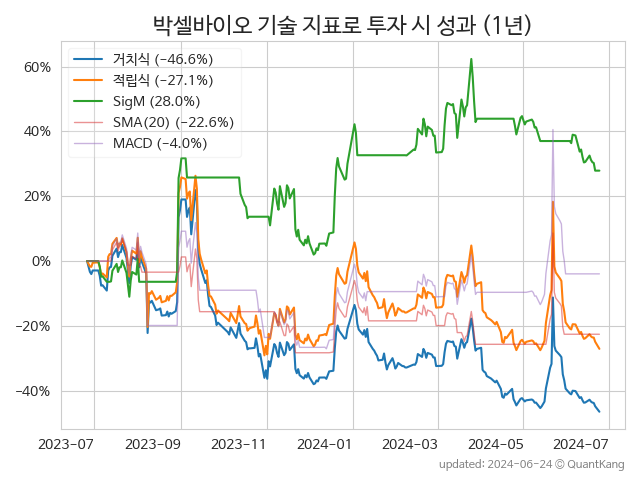 박셀바이오 기술 지표로 투자 시 성과 (1년)
거치식 (−46.6%)
적립식 (−27.1%)
SigM (28.0%)
SMA(20) (−22.6%)
MACD (−4.0%)
60%
40%
20%
0%
−20%
−40%
2023-07 2023-09 2023-11 2024-01 2024-03 2024-05 2024-07
updated: 2024-06-24 © QuantKang